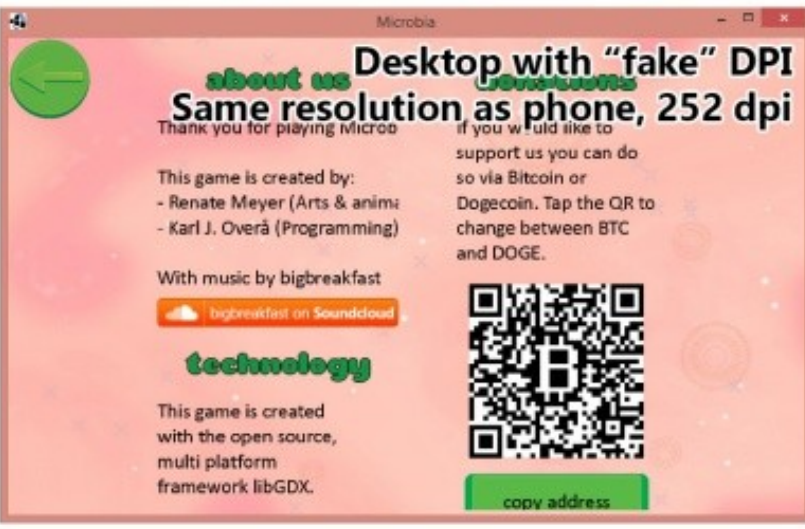 Microbia
Desktop with “fake” DPI
Same resolution as phone, 252 dpi
about us
Thank you for playing Microb
This game is created by:
- Renate Meyer (Arts & anima
- Karl J. Overå (Programming)
With music by bigbreakfast
bigbreakfast on Soundcloud
technology
This game is created
with the open source,
multi platform
framework libGDX.
donations
If you would like to
support us you can do
so via Bitcoin or
Dogecoin. Tap the QR to
change between BTC
and DOGE.
copy address